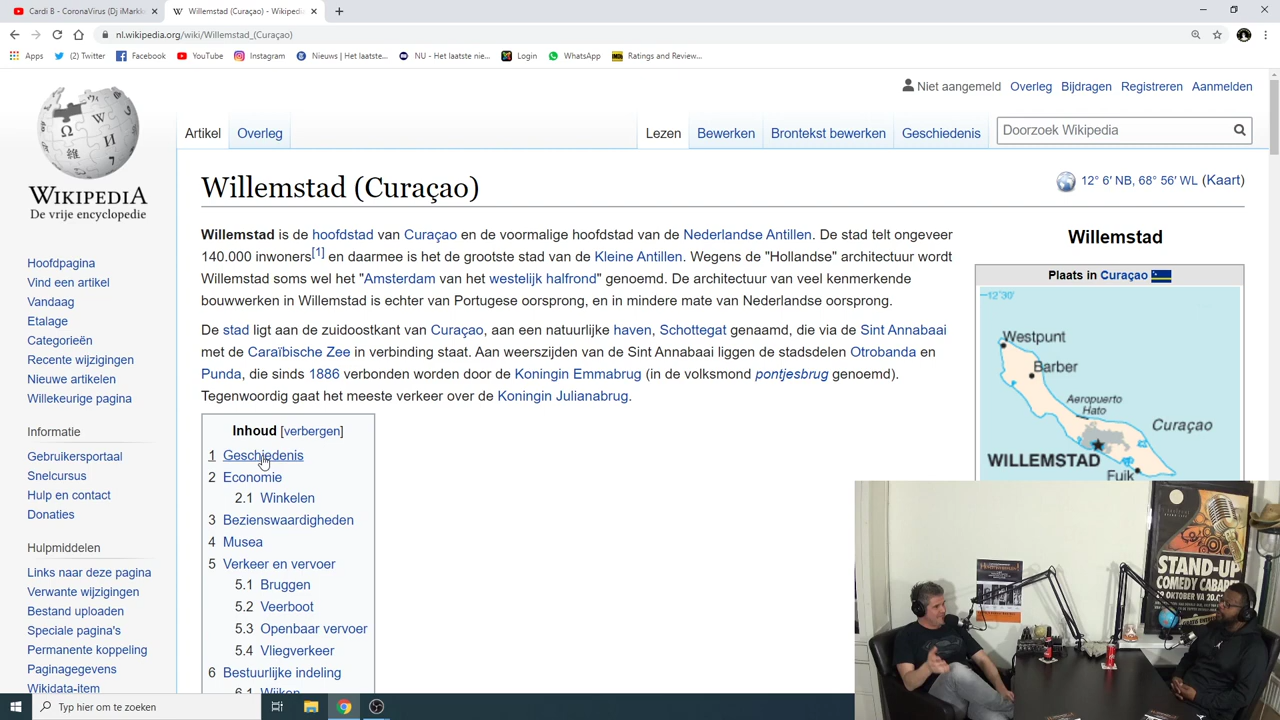 Cardi B - CoronaVirus (Dj iMarkk
Willemstad (Curaçao) - Wikipedi
nl.wikipedia.org/wiki/Willemstad_(Curaçao)
Apps
(2) Twitter
Facebook
YouTube
Instagram
Nieuws | Het laatste...
NU - Het laatste nie...
Login
WhatsApp
Ratings and Review...
Niet aangemeld Overleg Bijdragen Registreren Aanmelden
Artikel Overleg
Lezen Bewerken Brontekst bewerken Geschiedenis
Doorzoek Wikipedia
WIKIPEDIA
De vrije encyclopedie
Hoofdpagina
Vind een artikel
Vandaag
Etalage
Categorieën
Recente wijzigingen
Nieuwe artikelen
Willekeurige pagina
Informatie
Gebruikersportaal
Snelcursus
Hulp en contact
Donaties
Hulpmiddelen
Links naar deze pagina
Verwante wijzigingen
Bestand uploaden
Speciale pagina's
Permanente koppeling
Paginagegevens
Wikidata-item
Willemstad (Curaçao)
12° 6′ NB, 68° 56′ WL (Kaart)
Willemstad is de hoofdstad van Curaçao en de voormalige hoofdstad van de Nederlandse Antillen. De stad telt ongeveer
140.000 inwoners[1] en daarmee is het de grootste stad van de Kleine Antillen. Wegens de "Hollandse" architectuur wordt
Willemstad soms wel het "Amsterdam van het westelijk halfrond" genoemd. De architectuur van veel kenmerkende
bouwwerken in Willemstad is echter van Portugese oorsprong, en in mindere mate van Nederlandse oorsprong.
De stad ligt aan de zuidoostkant van Curaçao, aan een natuurlijke haven, Schottegat genaamd, die via de Sint Annabaai
met de Caraïbische Zee in verbinding staat. Aan weerszijden van de Sint Annabaai liggen de stadsdelen Otrobanda en
Punda, die sinds 1886 verbonden worden door de Koningin Emmabrug (in de volksmond pontjesbrug genoemd).
Tegenwoordig gaat het meeste verkeer over de Koningin Julianabrug.
Inhoud [verbergen]
1 Geschiedenis
2 Economie
2.1 Winkelen
3 Bezienswaardigheden
4 Musea
5 Verkeer en vervoer
5.1 Bruggen
5.2 Veerboot
5.3 Openbaar vervoer
5.4 Vliegverkeer
6 Bestuurlijke indeling
6.1 Wijken
Willemstad
Plaats in Curaçao
12°30'
Westpunt
Barber
Aeropuerto
Hato
Curaçao
WILLEMSTAD
Fuik
STAND-UP
COMEDY CABARET
Typ hier om te zoeken